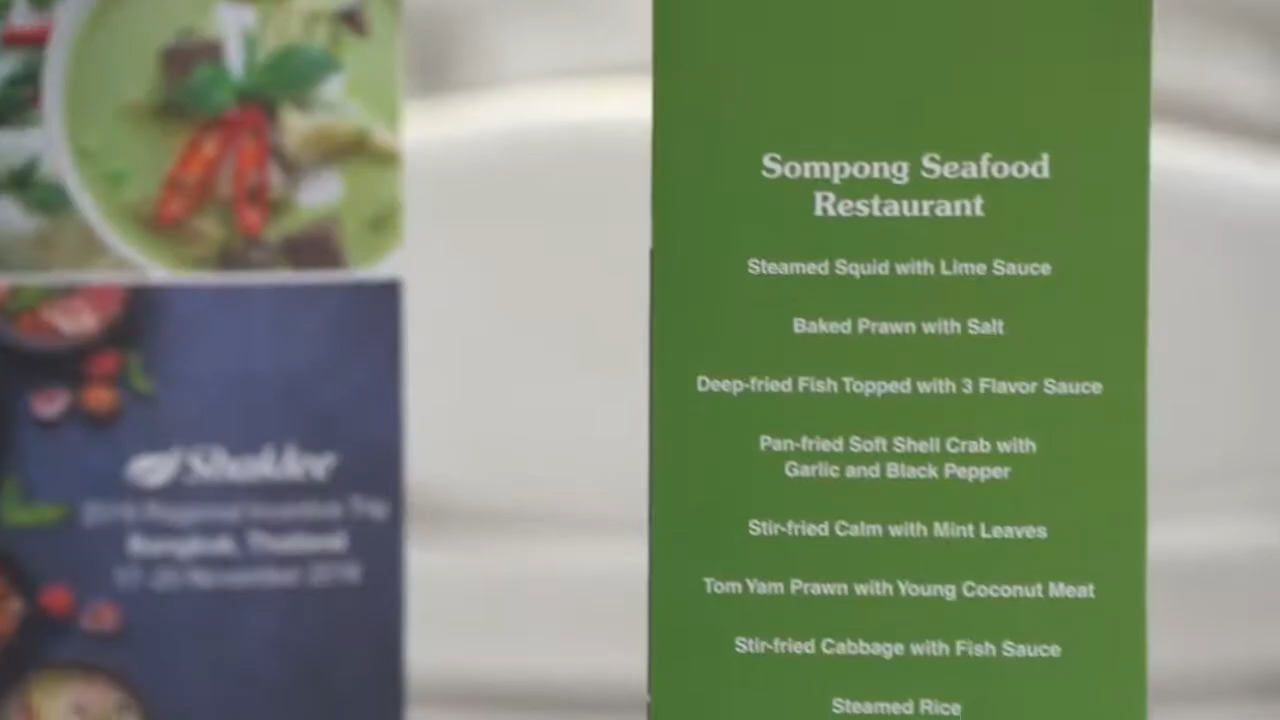 Shaklee
Bangkok, Thailand
Sompong Seafood
Restaurant
Steamed Squid with Lime Sauce
Baked Prawn with Salt
Deep-fried Fish Topped with 3 Flavor Sauce
Pan-fried Soft Shell Crab with
Garlic and Black Pepper
Stir-fried Calm with Mint Leaves
Tom Yam Prawn with Young Coconut Meat
Stir-fried Cabbage with Fish Sauce
Steamed Rice